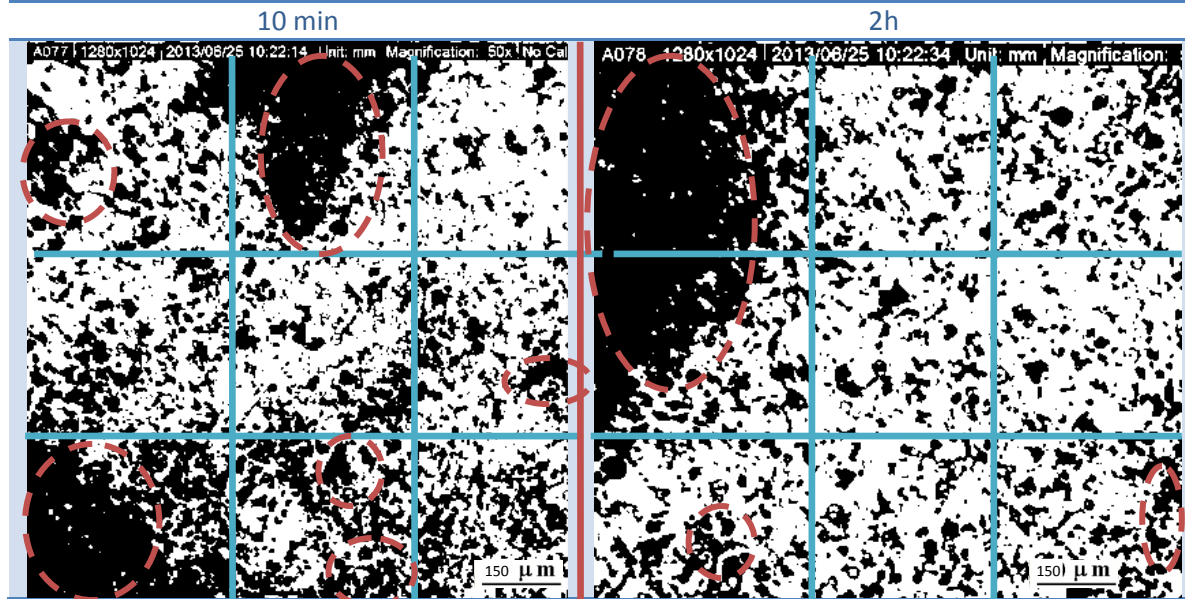 10 min
2h
A077 1280x1024 2013/06/25 10:22:14 Unit: mm Magnification: 50x No Cal
A078 1280x1024 2013/06/25 10:22:34 Unit: mm Magnification:
150 μm
150 μm